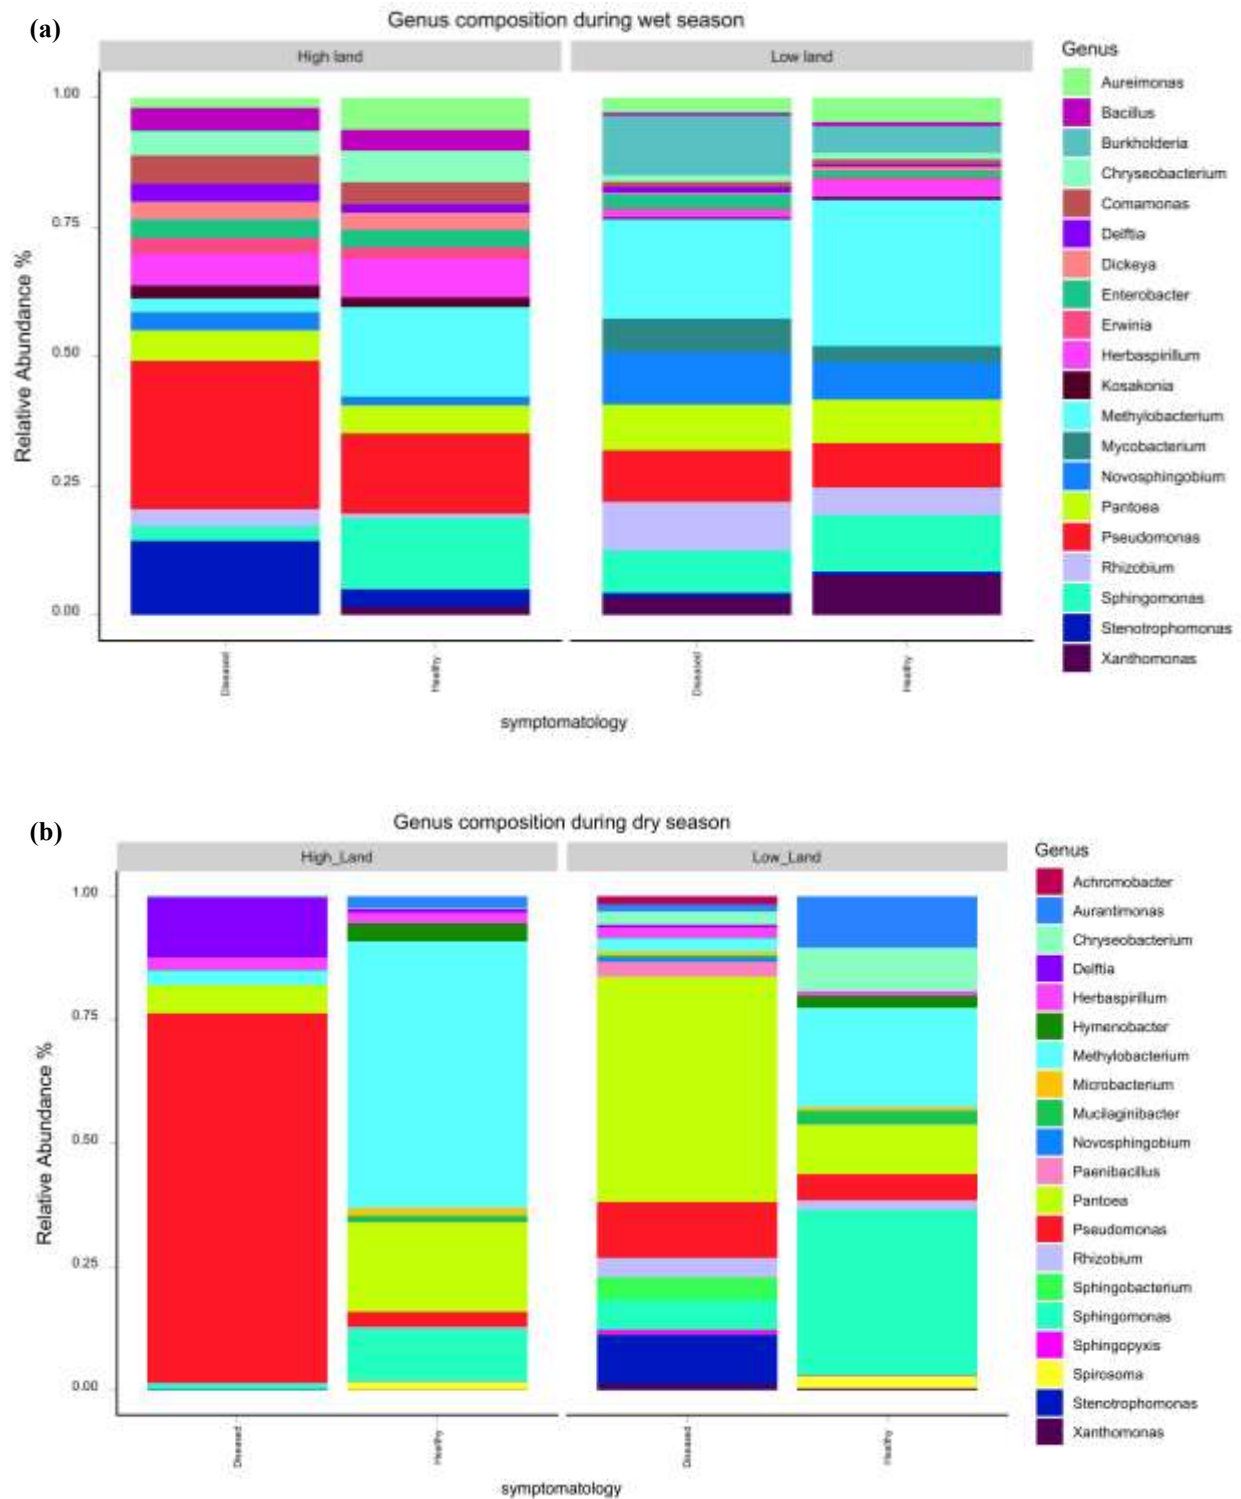 (a)
Genus composition during wet season
High land
Low land
Genus
Aureimonas
Bacillus
Burkholderia
Chryseobacterium
Comamonas
Delftia
Dickeya
Enterobacter
Erwinia
Herbaspirillum
Kosakonia
Methylobacterium
Mycobacterium
Novosphingobium
Pantoea
Pseudomonas
Rhizobium
Sphingomonas
Stenotrophomonas
Xanthomonas
Relative Abundance %
1.00
0.75
0.50
0.25
0.00
Diseased
Healthy
Diseased
Healthy
symptomatology
(b)
Genus composition during dry season
High_Land
Low_Land
Genus
Achromobacter
Aurantimonas
Chryseobacterium
Delftia
Herbaspirillum
Hymenobacter
Methylobacterium
Microbacterium
Mucilaginibacter
Novosphingobium
Paenibacillus
Pantoea
Pseudomonas
Rhizobium
Sphingobacterium
Sphingomonas
Sphingopyxis
Spirosoma
Stenotrophomonas
Xanthomonas
Relative Abundance %
1.00
0.75
0.50
0.25
0.00
Diseased
Healthy
Diseased
Healthy
symptomatology